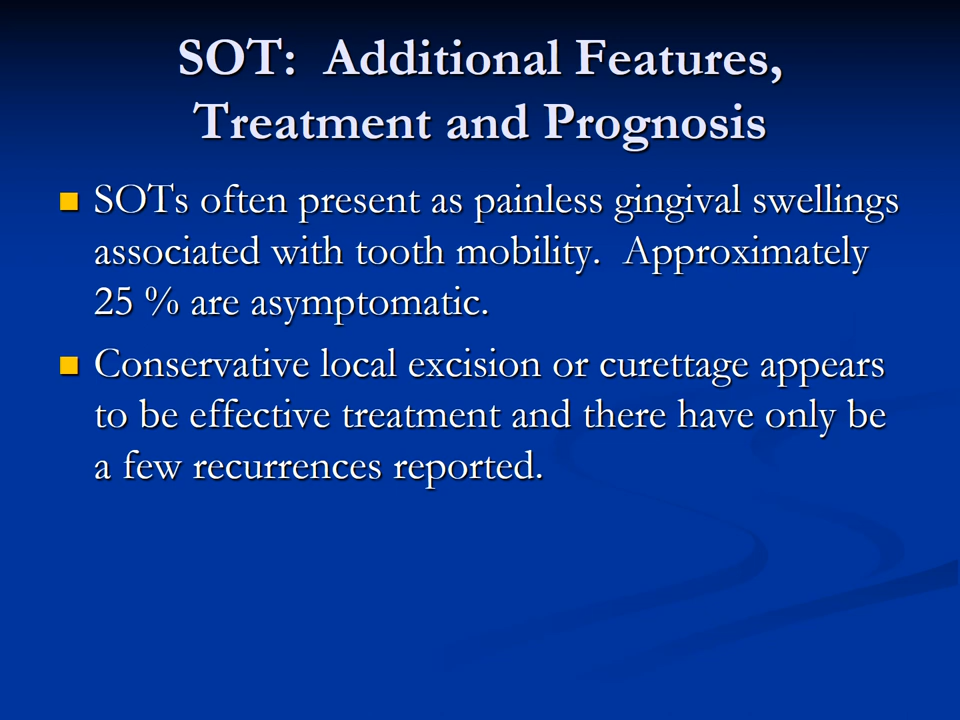 SOT:  Additional Features,
Treatment and Prognosis
SOTs often present as painless gingival swellings
associated with tooth mobility.  Approximately
25 % are asymptomatic.
Conservative local excision or curettage appears
to be effective treatment and there have only be
a few recurrences reported.